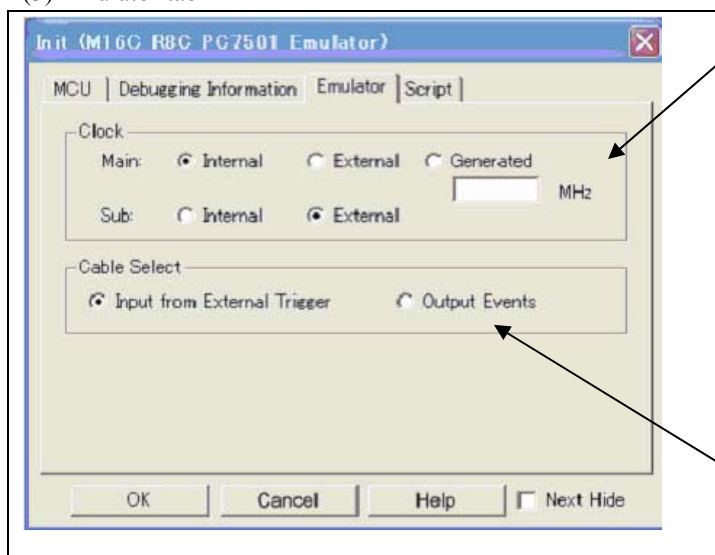 Init (M16C R8C PC7501 Emulator)
MCU Debugging Information Emulator Script
Clock
Main: Internal External Generated
MHz
Sub: Internal External
Cable Select
Input from External Trigger Output Events
OK Cancel Help Next Hide